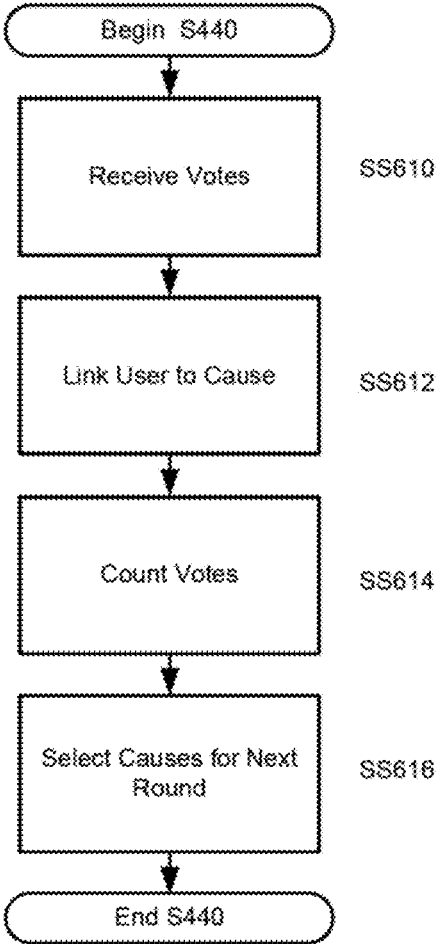 Begin S440
Receive Votes
SS610
Link User to Cause
SS612
Count Votes
SS614
Select Causes for Next
Round
SS616
End S440